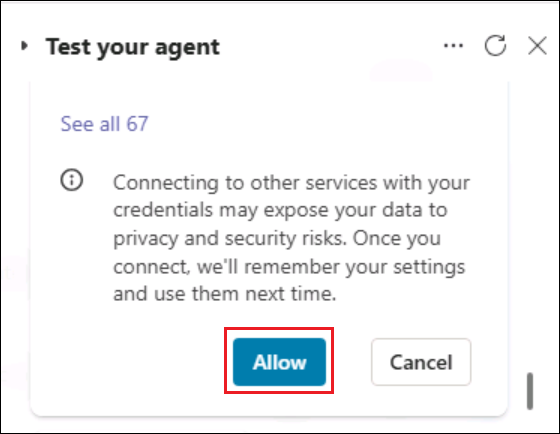 Test your agent
See all 67
Connecting to other services with your
credentials may expose your data to
privacy and security risks. Once you
connect, we'll remember your settings
and use them next time.
Allow Cancel